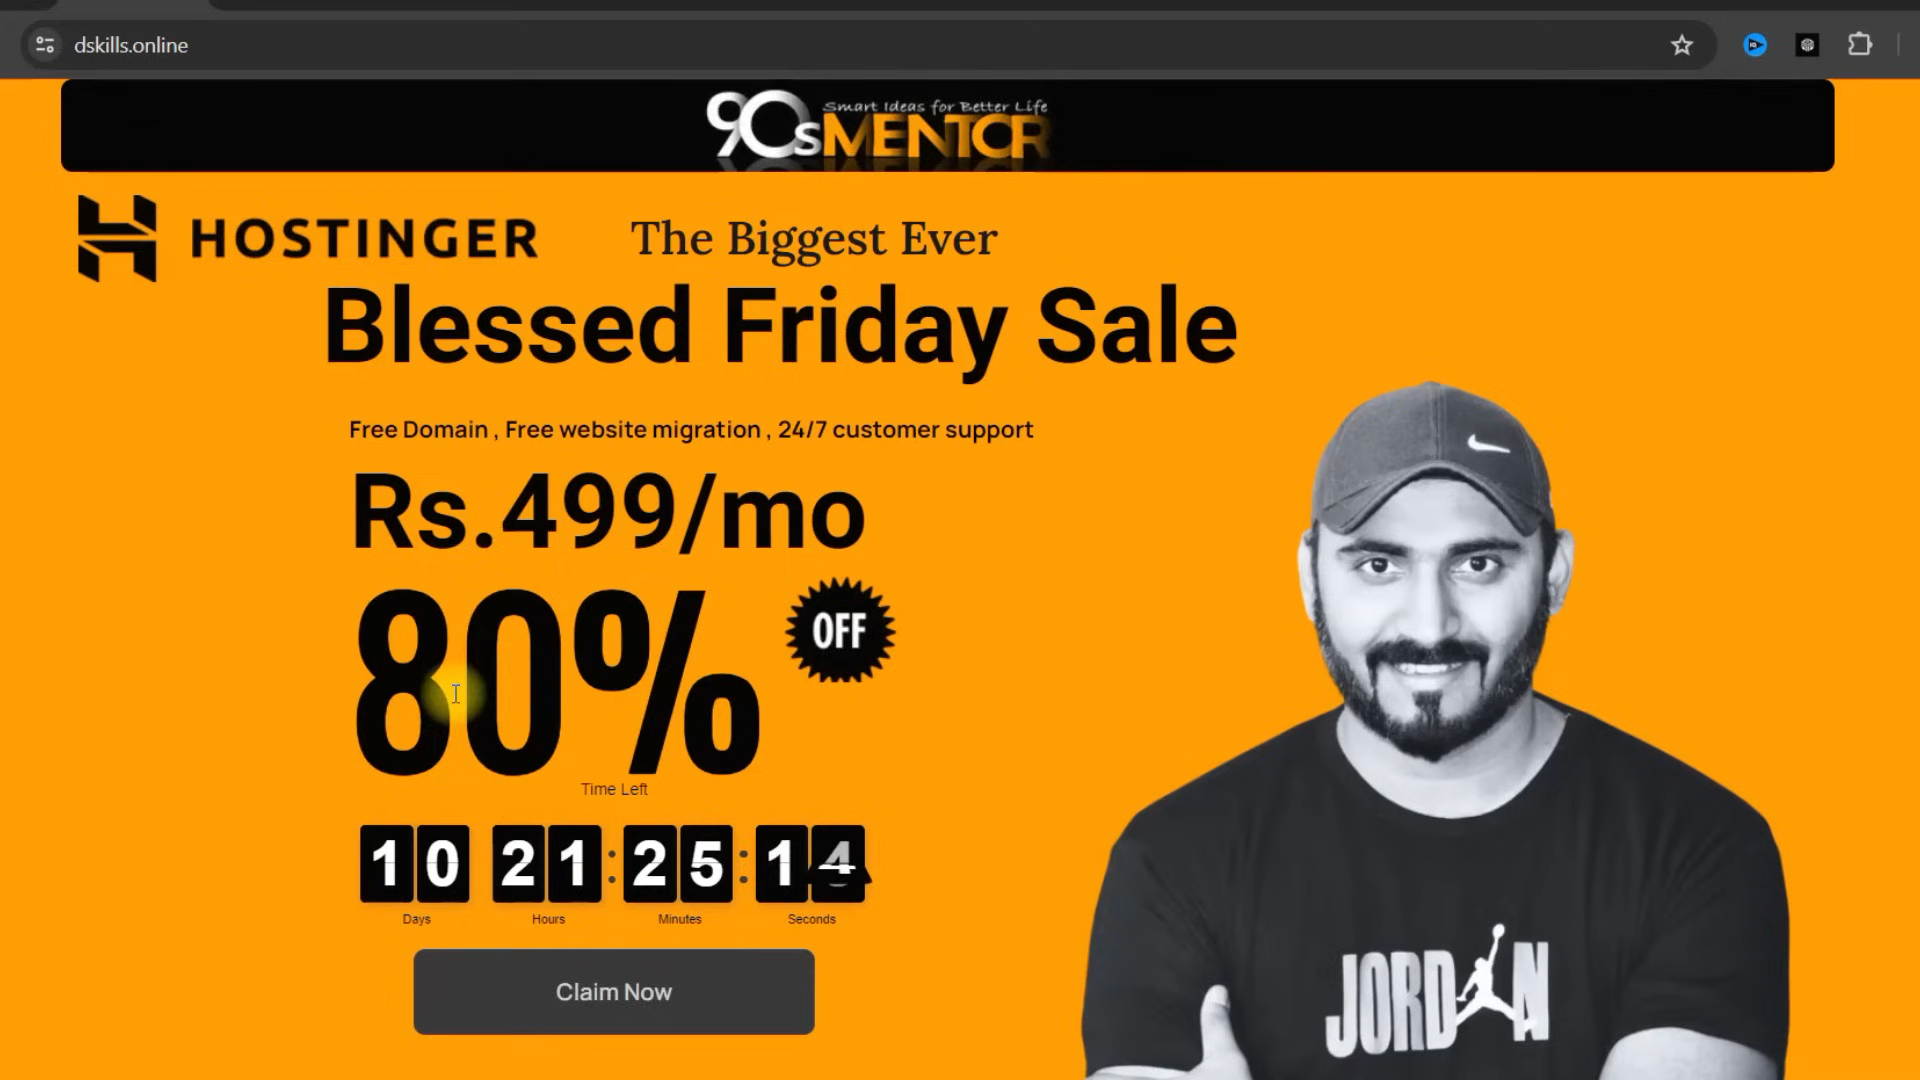 dskills.online
Smart Ideas for Better Life
90s MENTOR
HOSTINGER
The Biggest Ever
Blessed Friday Sale
Free Domain , Free website migration , 24/7 customer support
Rs.499/mo
80%
OFF
Time Left
10 21 : 25 : 14
Days Hours Minutes Seconds
Claim Now
JORDAN